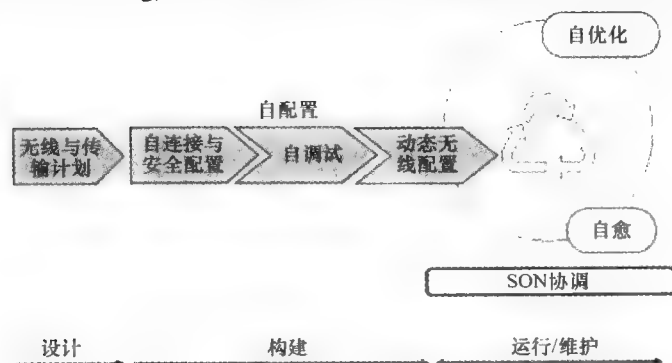 自优化
自配置
无线与传
输计划
自连接与
安全配置
自调试
动态无
线配置
自愈
SON协调
设计
构建
运行/维护